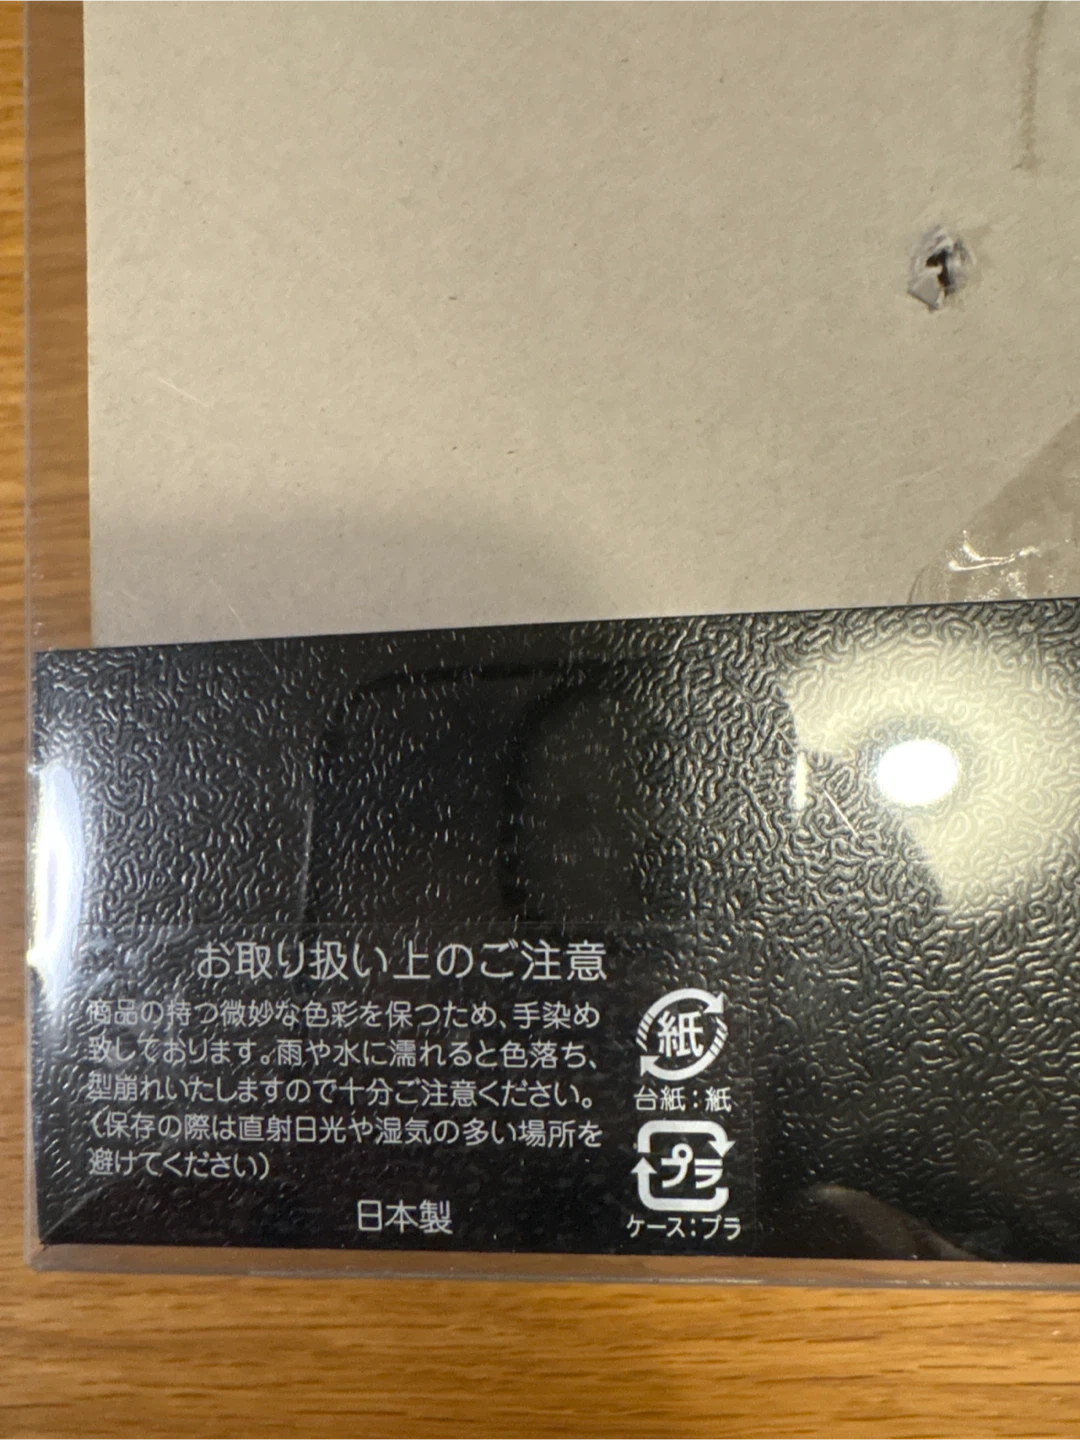 お取り扱い上のご注意
商品の持つ微妙な色彩を保つため、手染め
致しております。雨や水に濡れると色落ち、
型崩れいたしますので十分ご注意ください。
(保存の際は直射日光や湿気の多い場所を
避けてください)
日本製
紙
台紙：紙
プラ
ケース：プラ